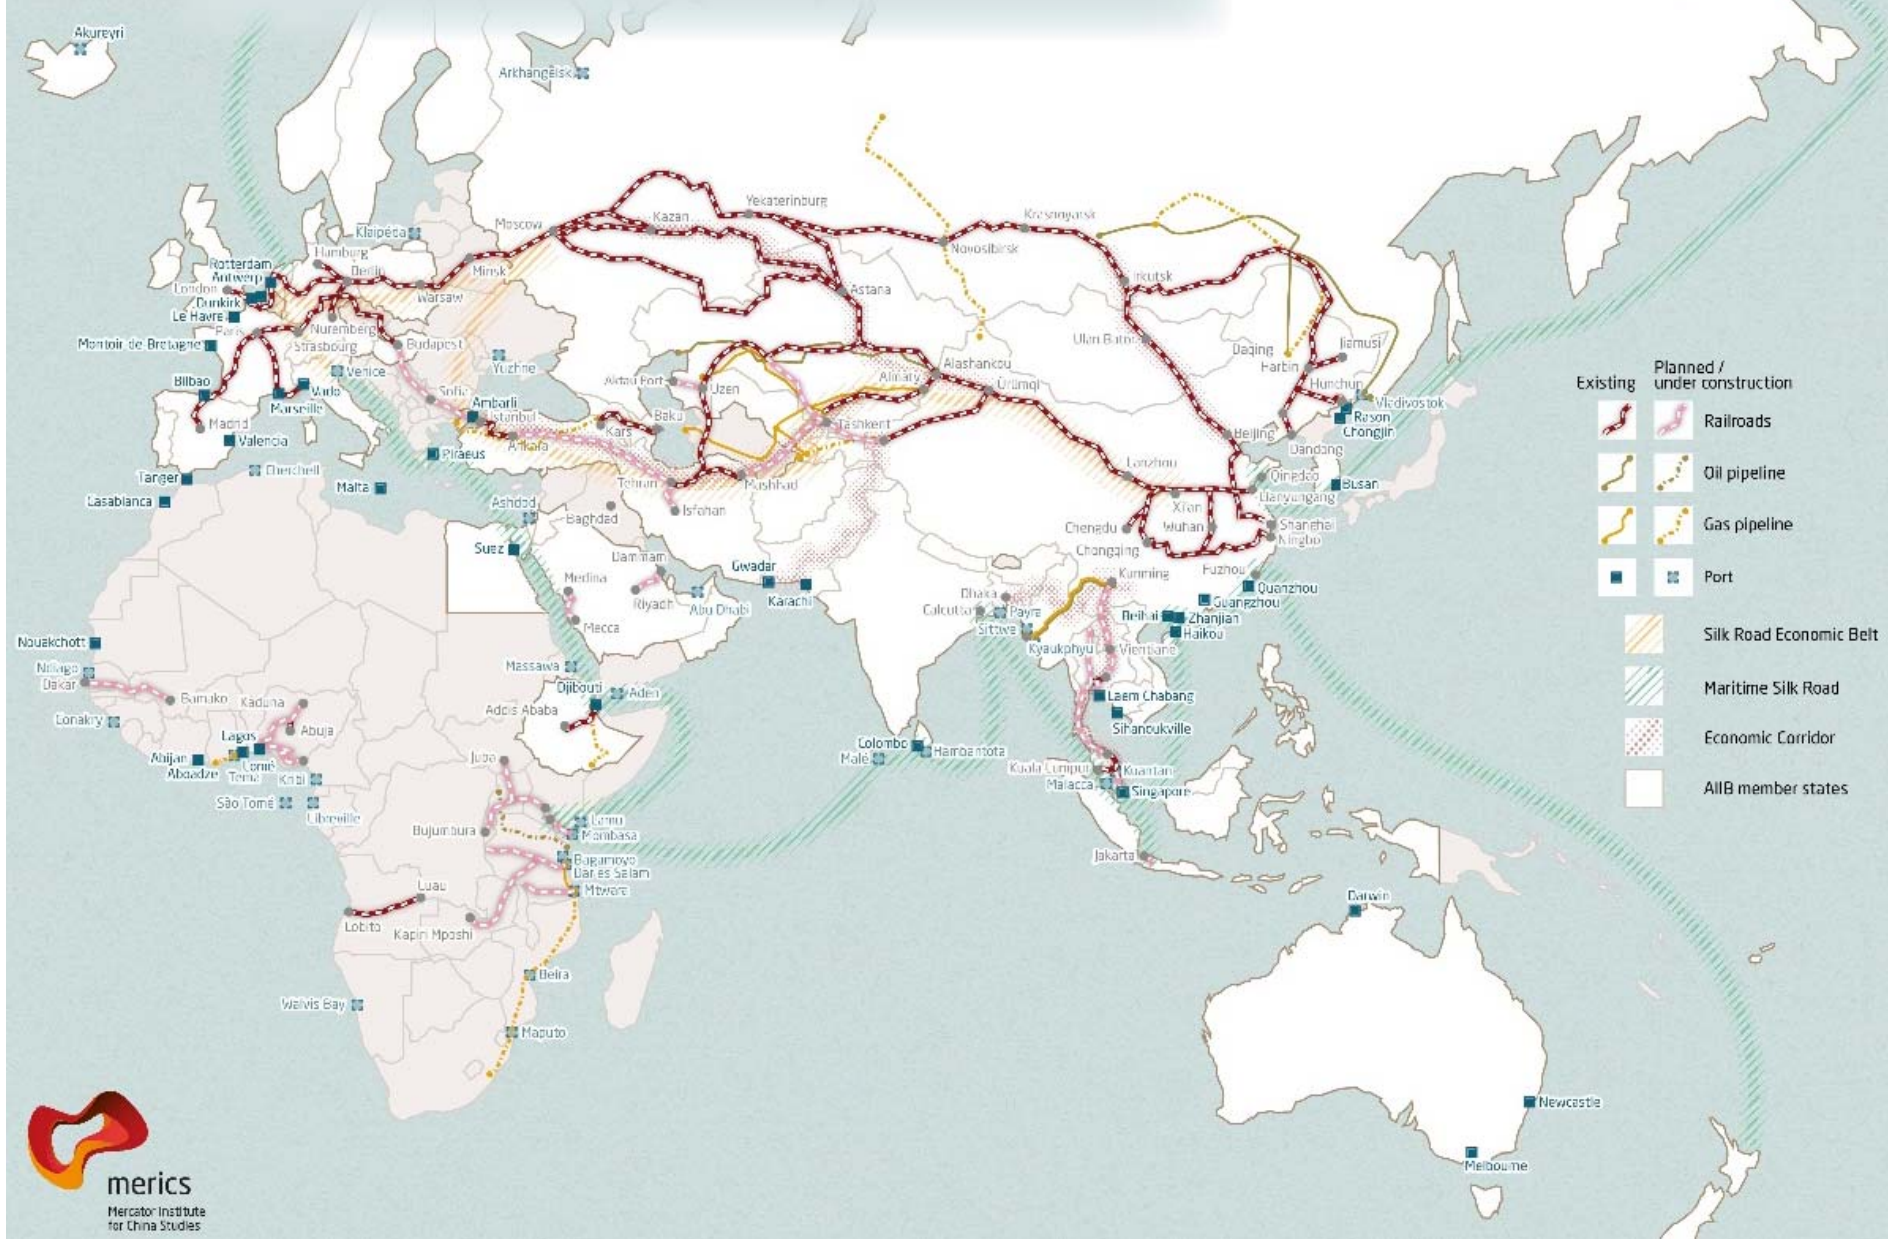 Akureyri
Arkhangelsk
Yekaterinburg
Moscow
Kazan
Krasnoyarsk
Klaipėda
Novosibirsk
Hamburg
Rotterdam
Berlin
Minsk
Irkutsk
Antwerp
London
Warsaw
Astana
Dunkirk
Le Havre
Paris
Nuremberg
Montoir de Bretagne
Strasbourg
Budapest
Ulan Bator
Daqing
Jiamusi
Yuzhne
Alashankou
Harbin
Venice
Bilbao
Aktau Port
Uzen
Almaty
Ürümqi
Hunchun
Vado
Sofia
Ambarli
Vladivostok
Marseille
Istanbul
Baku
Rason
Madrid
Kars
Tashkent
Chongjin
Valencia
Ankara
Beijing
Dandong
Piraeus
Cherchell
Lanzhou
Tanger
Malta
Tehran
Mashhad
Qingdao
Busan
Casablanca
Lianyungang
Ashdod
Isfahan
Xi'an
Baghdad
Chengdu
Wuhan
Shanghai
Ningbo
Suez
Chongqing
Dammam
Gwadar
Kunming
Fuzhou
Medina
Quanzhou
Riyadh
Abu Dhabi
Karachi
Dhaka
Guangzhou
Calcutta
Payra
Beihai
Zhanjian
Mecca
Sittwe
Haikou
Nouakchott
Kyaukphyu
Vientiane
Ndiago
Massawa
Dakar
Djibouti
Aden
Bamako
Kaduna
Laem Chabang
Addis Ababa
Conakry
Abuja
Sihanoukville
Lagos
Colombo
Hambantota
Abijan
Juba
Malé
Lomé
Kuala Lumpur
Kuantan
Aboadze
Tema
Kribi
Malacca
Singapore
São Tomé
Libreville
Lamu
Bujumbura
Mombasa
Bagamoyo
Jakarta
Dar es Salam
Luau
Mtwara
Darwin
Lobito
Kapiri Mposhi
Beira
Walvis Bay
Maputo
Newcastle
Melboume
Existing
Planned /
under construction
Railroads
Oil pipeline
Gas pipeline
Port
Silk Road Economic Belt
Maritime Silk Road
Economic Corridor
AIIB member states
merics
Mercator Institute
for China Studies